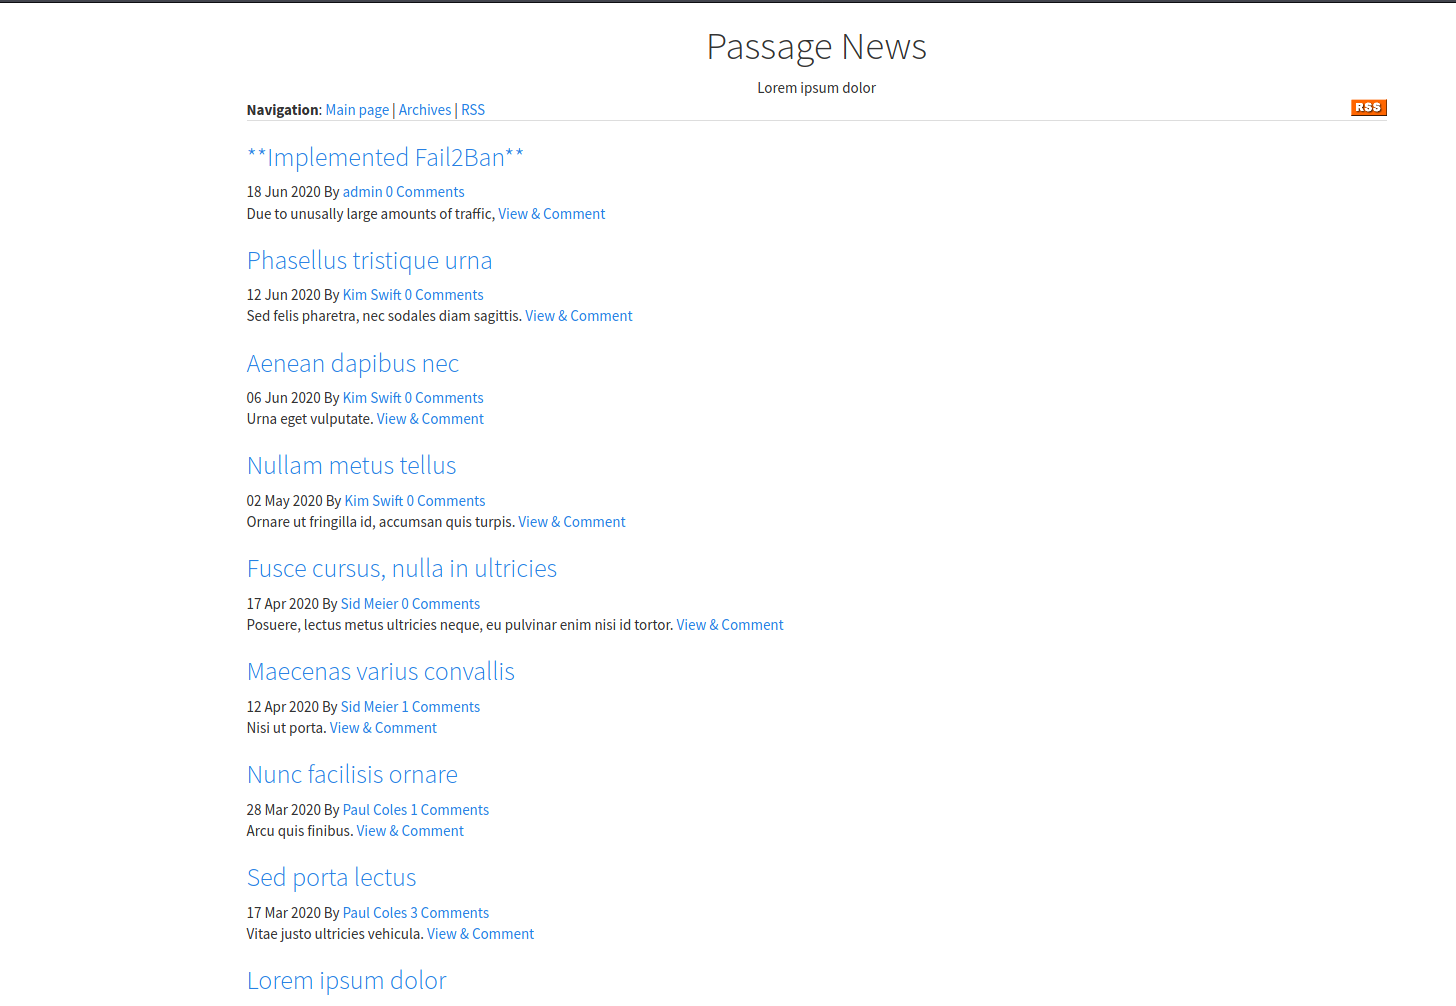 Passage News
Lorem ipsum dolor
Navigation: Main page | Archives | RSS
RSS
**Implemented Fail2Ban**
18 Jun 2020 By admin 0 Comments
Due to unusally large amounts of traffic, View & Comment
Phasellus tristique urna
12 Jun 2020 By Kim Swift 0 Comments
Sed felis pharetra, nec sodales diam sagittis. View & Comment
Aenean dapibus nec
06 Jun 2020 By Kim Swift 0 Comments
Urna eget vulputate. View & Comment
Nullam metus tellus
02 May 2020 By Kim Swift 0 Comments
Ornare ut fringilla id, accumsan quis turpis. View & Comment
Fusce cursus, nulla in ultricies
17 Apr 2020 By Sid Meier 0 Comments
Posuere, lectus metus ultricies neque, eu pulvinar enim nisi id tortor. View & Comment
Maecenas varius convallis
12 Apr 2020 By Sid Meier 1 Comments
Nisi ut porta. View & Comment
Nunc facilisis ornare
28 Mar 2020 By Paul Coles 1 Comments
Arcu quis finibus. View & Comment
Sed porta lectus
17 Mar 2020 By Paul Coles 3 Comments
Vitae justo ultricies vehicula. View & Comment
Lorem ipsum dolor